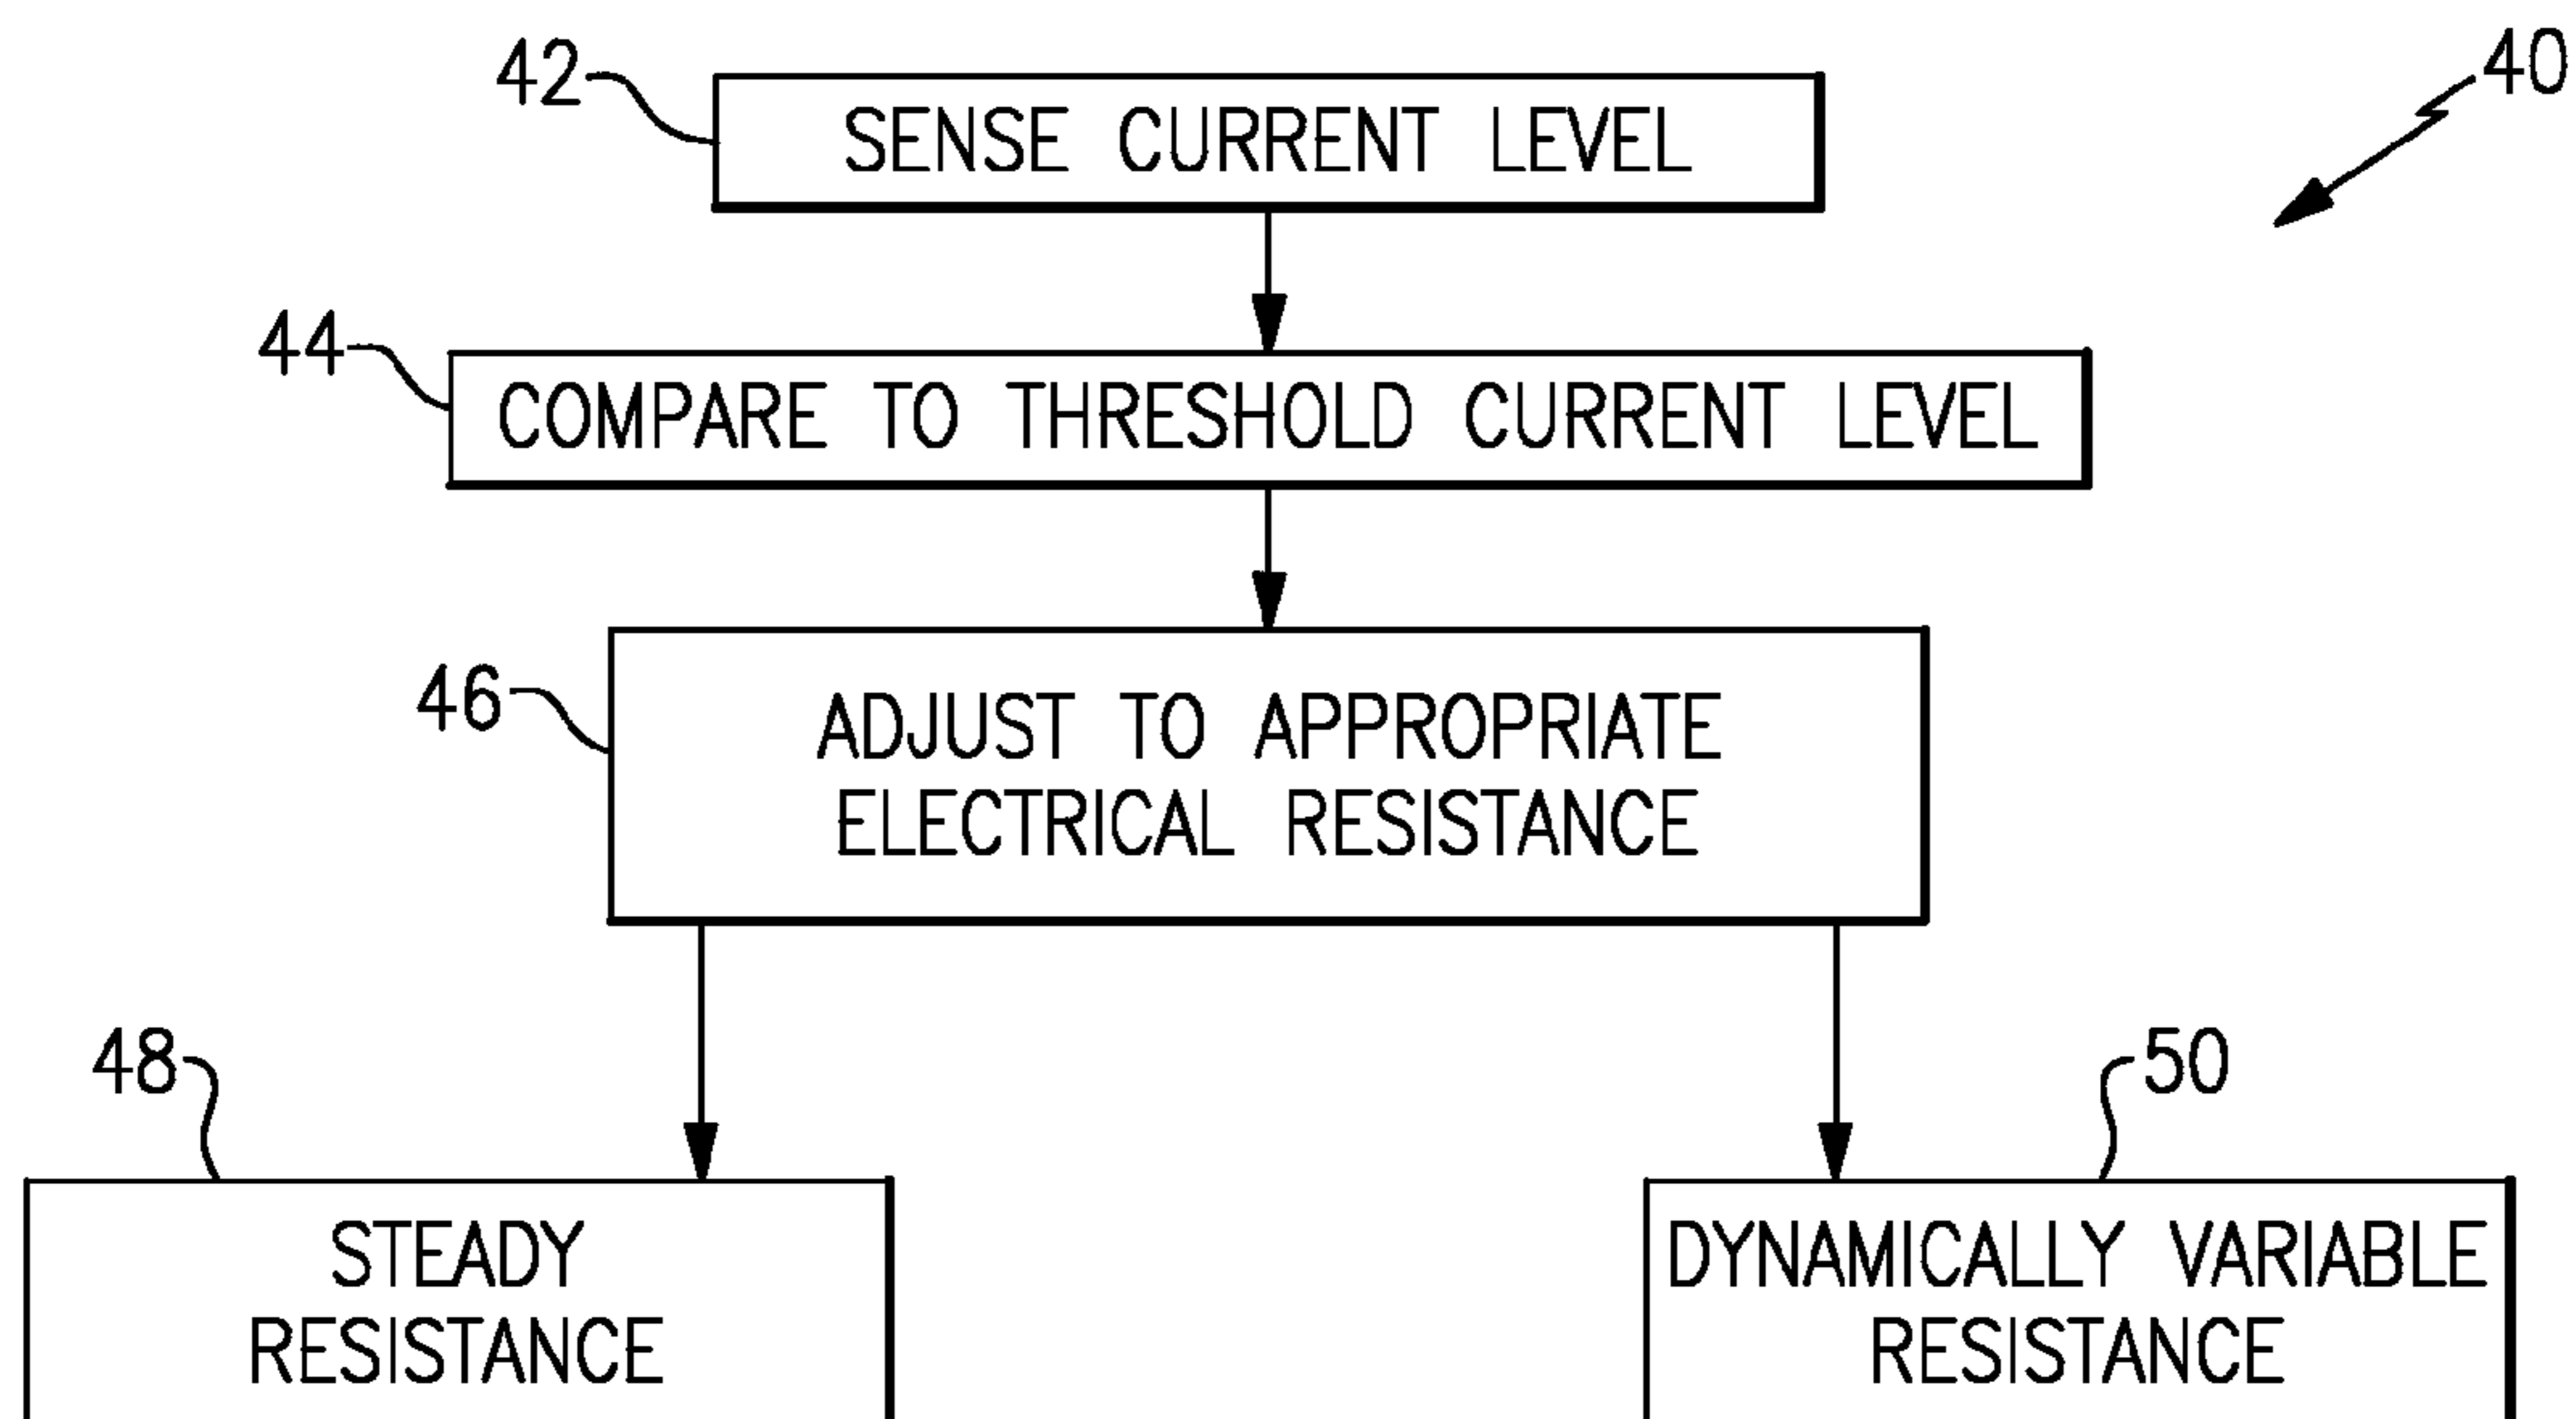 42
SENSE CURRENT LEVEL
40
44
COMPARE TO THRESHOLD CURRENT LEVEL
46
ADJUST TO APPROPRIATE
ELECTRICAL RESISTANCE
48
STEADY
RESISTANCE
50
DYNAMICALLY VARIABLE
RESISTANCE